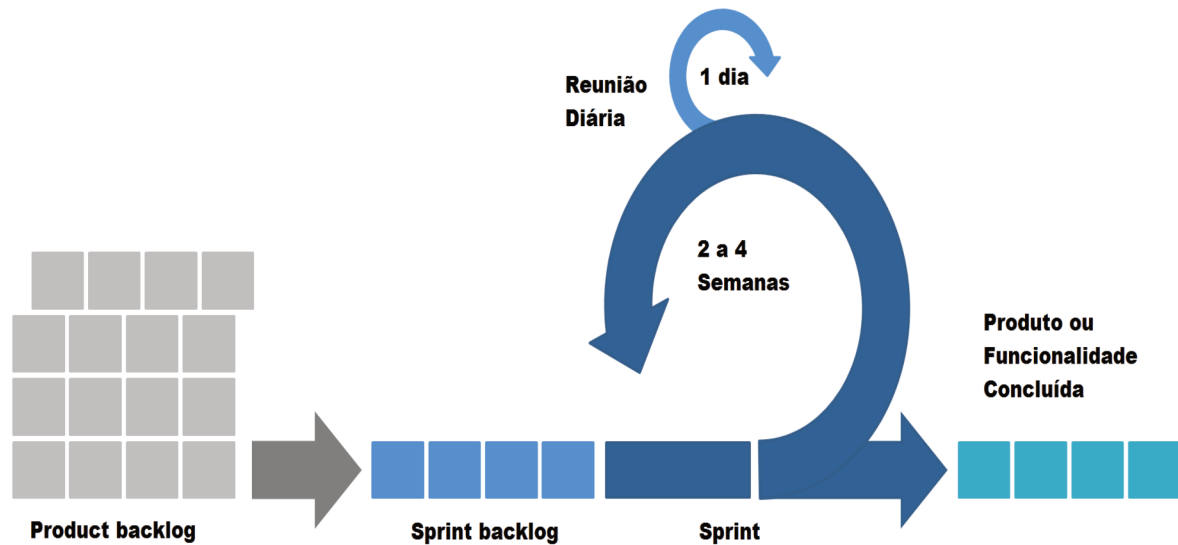 1 dia
Reunião
Diária
2 a 4
Semanas
Produto ou
Funcionalidade
Concluída
Product backlog
Sprint backlog
Sprint